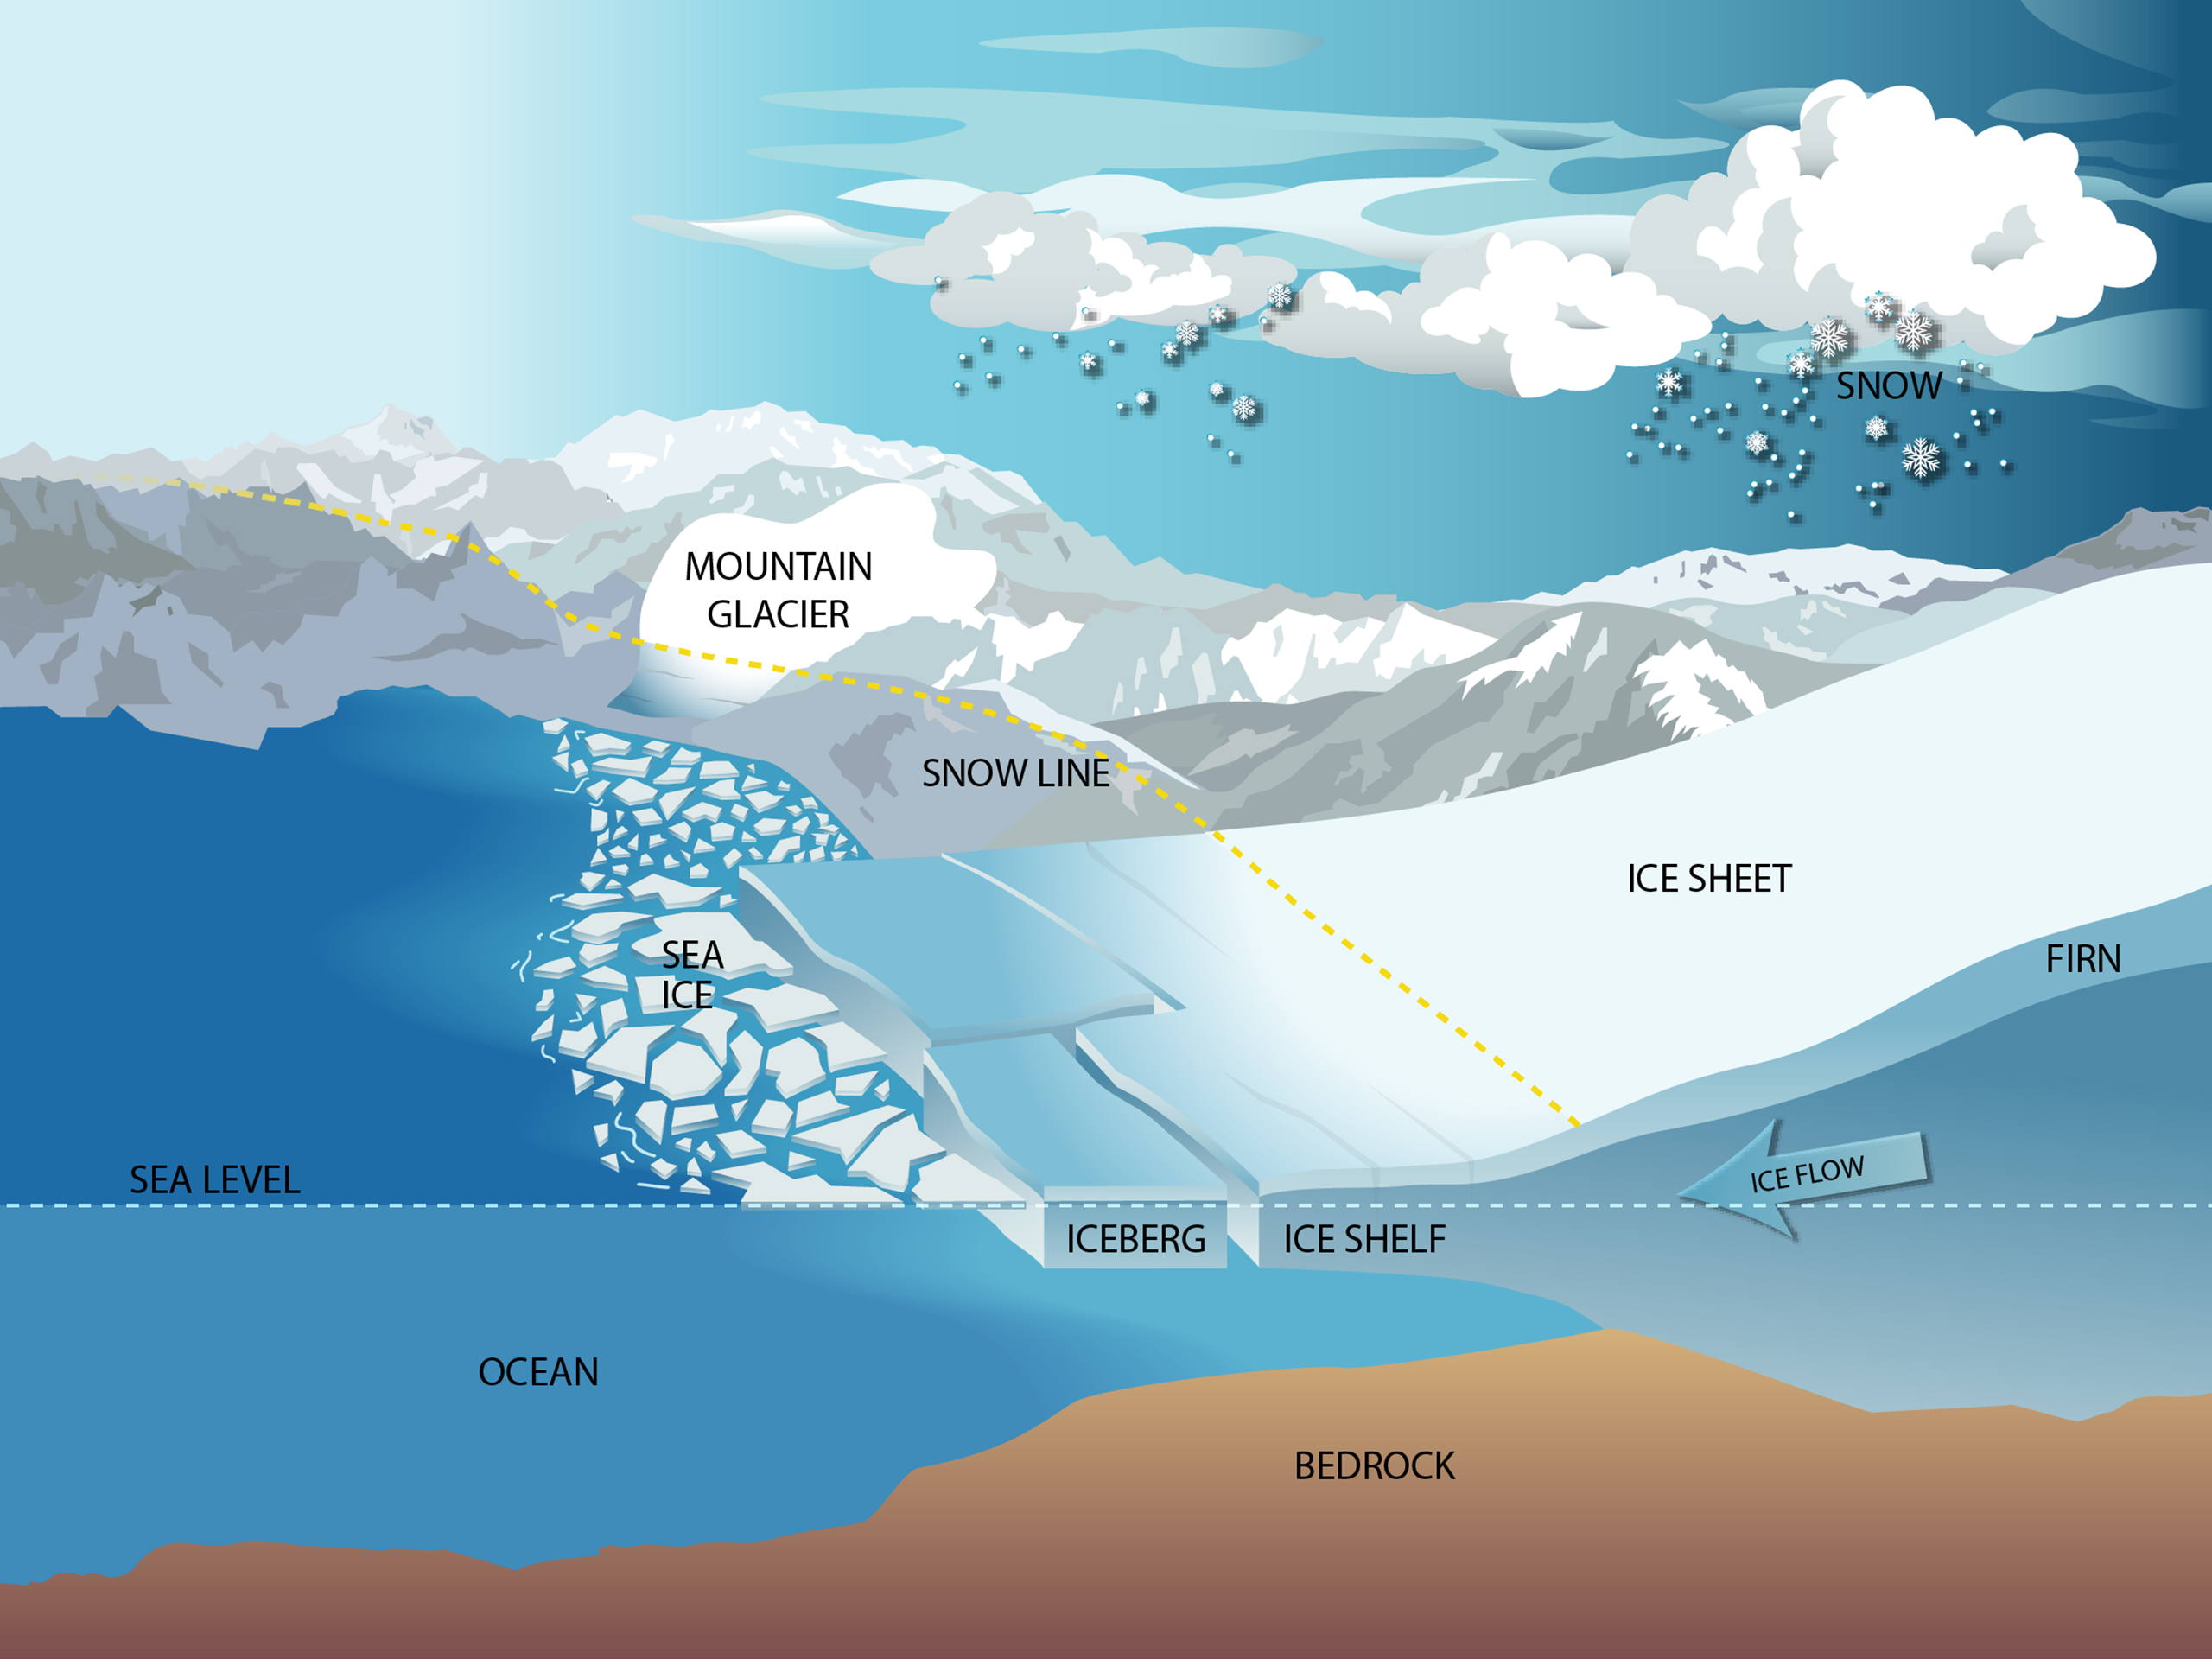 SNOW
MOUNTAIN
GLACIER
SNOW LINE
ICE SHEET
FIRN
SEA
ICE
ICE FLOW
SEA LEVEL
ICEBERG
ICE SHELF
OCEAN
BEDROCK